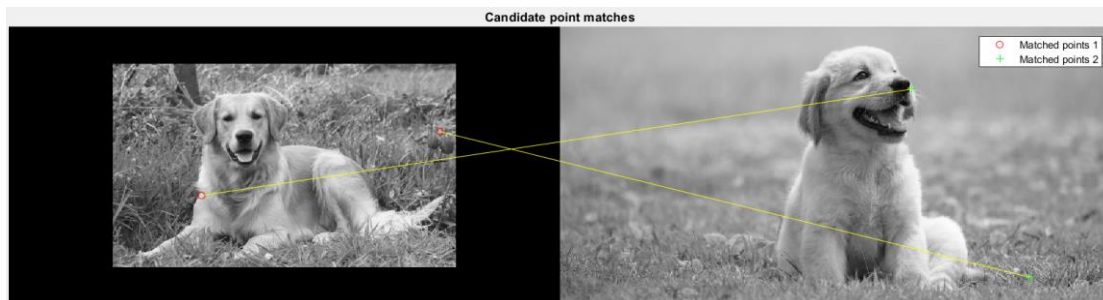 Candidate point matches
Matched points 1
Matched points 2